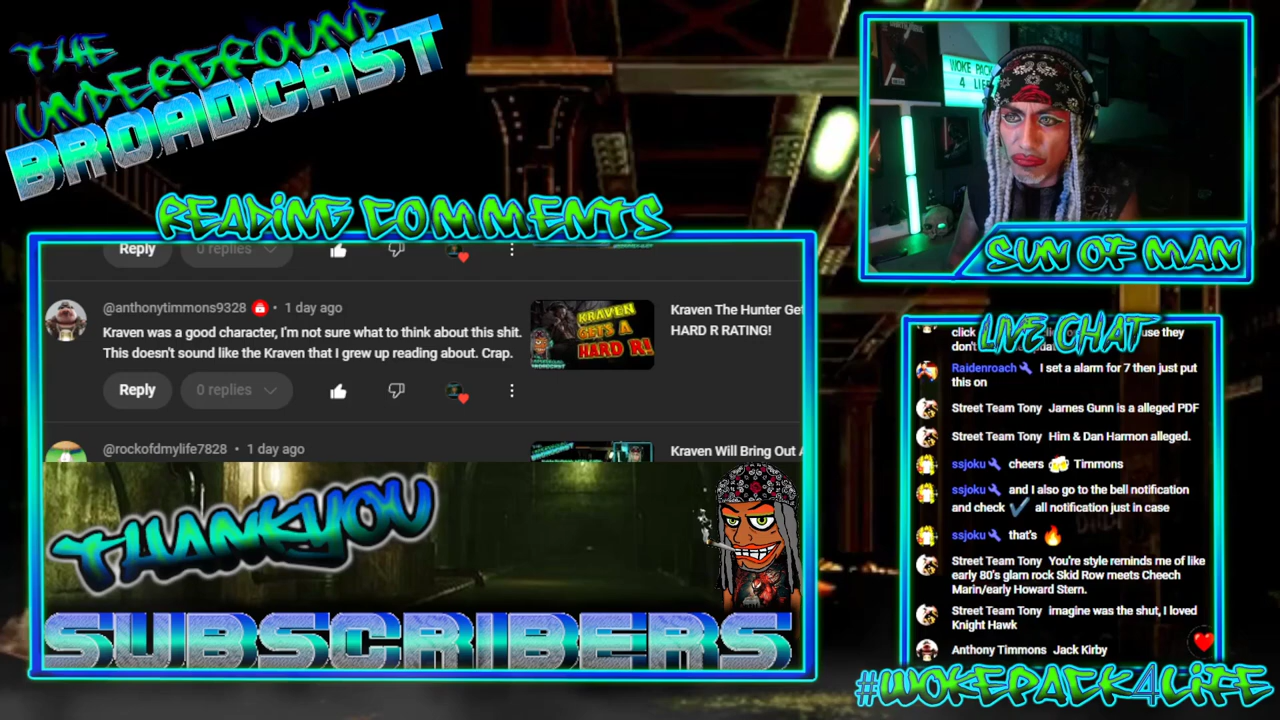 THE
UNDERGROUND
BROADCAST
WOKE PACK
4 LIFE
SUN OF MAN
READING COMMENTS
Reply
0 replies
@anthonytimmons9328 • 1 day ago
Kraven was a good character, I'm not sure what to think about this shit.
This doesn't sound like the Kraven that I grew up reading about. Crap.
KRAVEN
GETS A
HARD R!
Kraven The Hunter Get
HARD R RATING!
Reply
0 replies
@rockofdmylife7828 • 1 day ago
Kraven Will Bring Out
THANKYOU
SUBSCRIBERS
LIVE CHAT
click
use they
don't
Raidenroach I set a alarm for 7 then just put
this on
Street Team Tony James Gunn is a alleged PDF
Street Team Tony Him & Dan Harmon alleged.
ssjoku cheers 🍻 Timmons
ssjoku and I also go to the bell notification
and check ✔ all notification just in case
ssjoku that's 🔥
Street Team Tony You're style reminds me of like
early 80's glam rock Skid Row meets Cheech
Marin/early Howard Stern.
Street Team Tony imagine was the shut, I loved
Knight Hawk
Anthony Timmons Jack Kirby
#WOKEPACK4LIFE